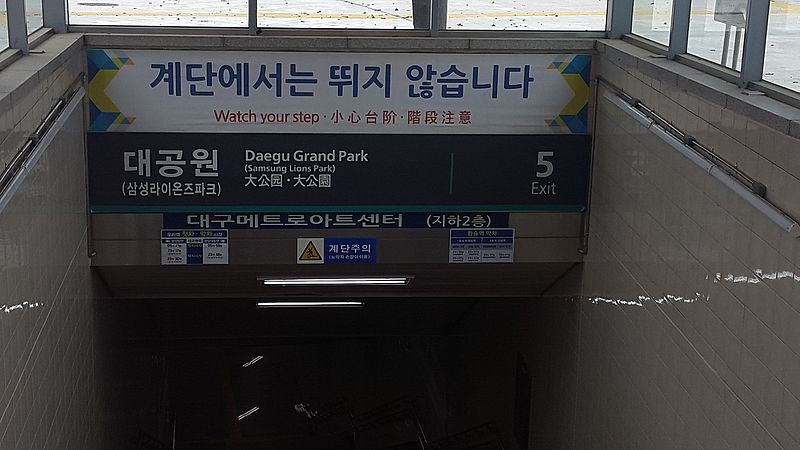 계단에서는 뛰지 않습니다
Watch your step · 小心台阶 · 階段注意
대공원
(삼성라이온즈파크)
Daegu Grand Park
(Samsung Lions Park)
大公园 · 大公園
5
Exit
대구메트로아트센터 (지하2층)
계단주의